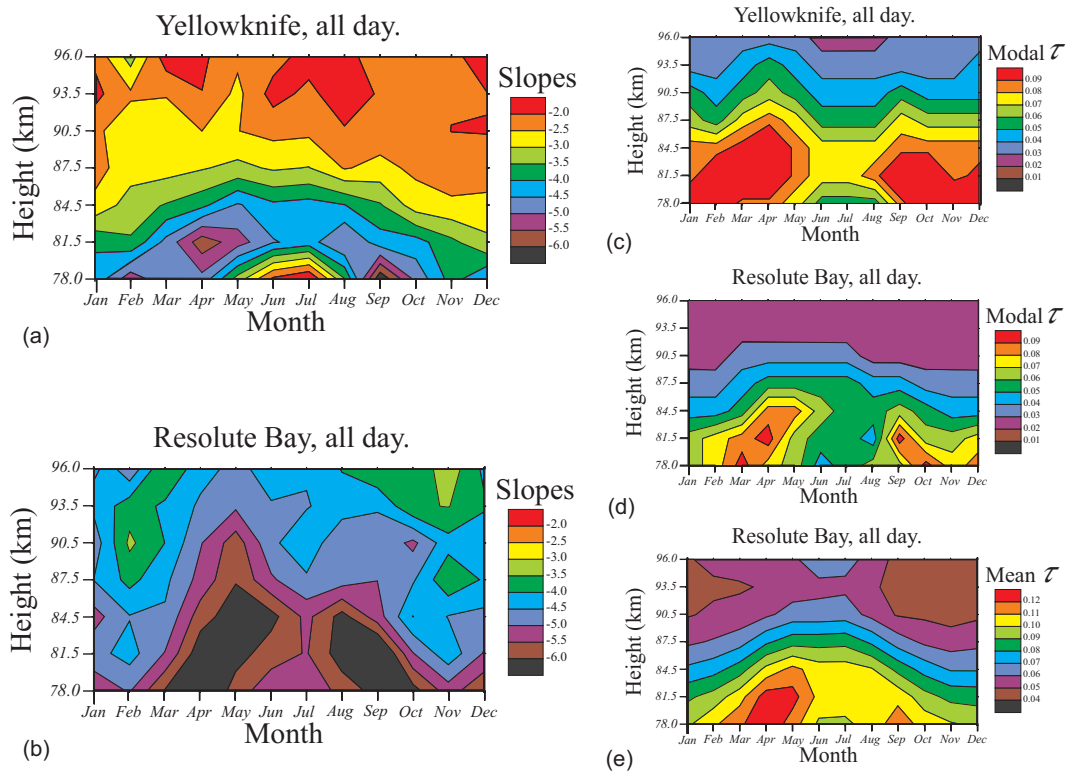 Yellowknife, all day.
Height (km)
96.0
93.5
90.5
87.5
84.5
81.5
78.0
Jan Feb Mar Apr May Jun Jul Aug Sep Oct Nov Dec
Month
Slopes
-2.0
-2.5
-3.0
-3.5
-4.5
-5.0
-5.5
-6.0
(a)
Resolute Bay, all day.
Height (km)
96.0
93.5
90.5
87.5
84.5
81.5
78.0
Jan Feb Mar Apr May Jun Jul Aug Sep Oct Nov Dec
Month
Slopes
-2.0
-2.5
-3.0
-3.5
-4.5
-5.0
-5.5
-6.0
(b)
Yellowknife, all day.
Height (km)
96.0
93.5
90.5
87.5
84.5
81.5
78.0
Jan Feb Mar Apr May Jun Jul Aug Sep Oct Nov Dec
Month
Modal τ
0.09
0.08
0.07
0.06
0.05
0.04
0.03
0.02
0.01
(c)
Resolute Bay, all day.
Height (km)
96.0
93.5
90.5
87.5
84.5
81.5
78.0
Jan Feb Mar Apr May Jun Jul Aug Sep Oct Nov Dec
Month
Modal τ
0.09
0.08
0.07
0.06
0.05
0.04
0.03
0.02
0.01
(d)
Resolute Bay, all day.
Height (km)
96.0
93.5
90.5
87.5
84.5
81.5
78.0
Jan Feb Mar Apr May Jun Jul Aug Sep Oct Nov Dec
Month
Mean τ
0.12
0.11
0.10
0.09
0.08
0.07
0.06
0.05
0.04
(e)